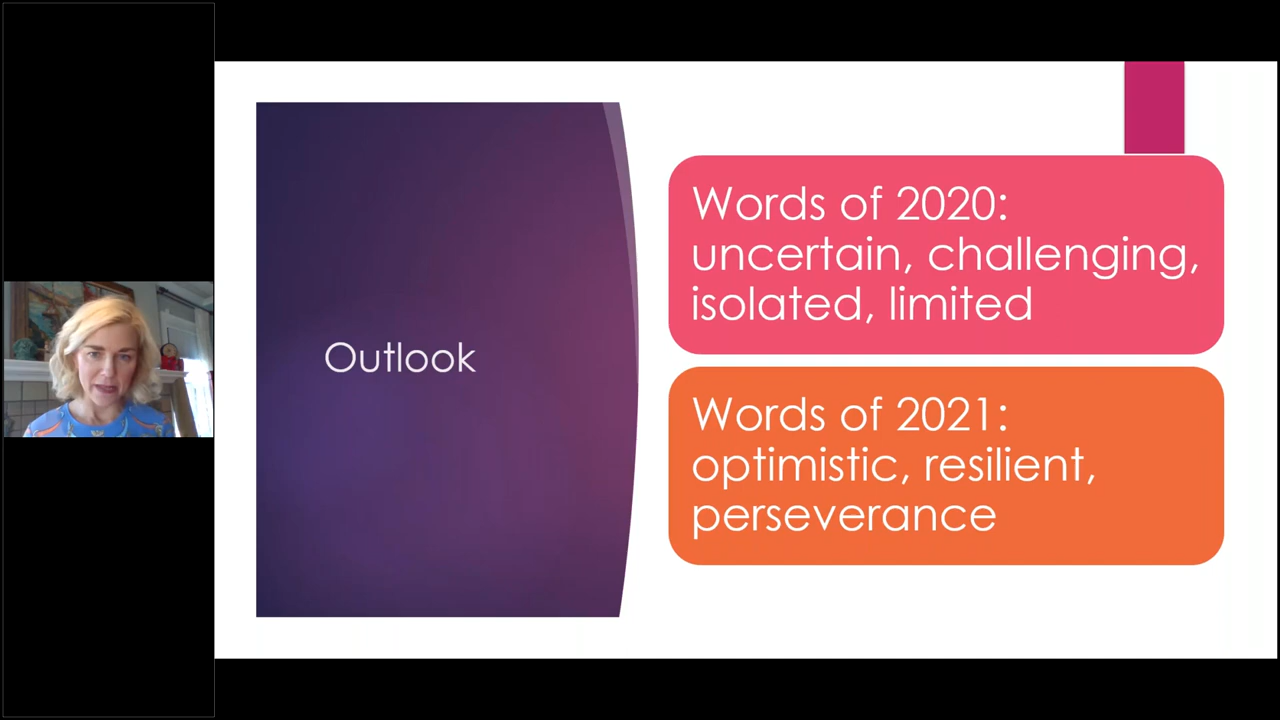 Outlook
Words of 2020:
uncertain, challenging,
isolated, limited
Words of 2021:
optimistic, resilient,
perseverance